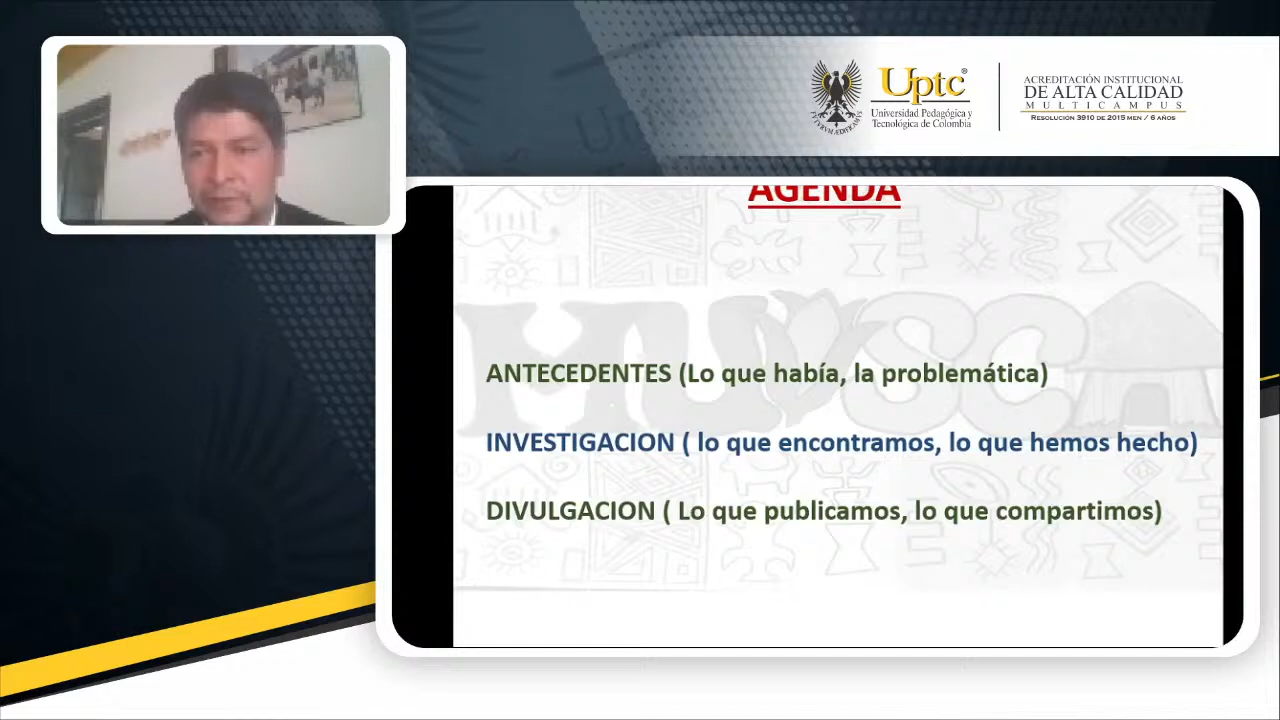 Uptc®
Universidad Pedagógica y
Tecnológica de Colombia
ACREDITACIÓN INSTITUCIONAL
DE ALTA CALIDAD
MULTICAMPUS
RESOLUCIÓN 3910 DE 2015 MEN / 6 AÑOS
AGENDA
MUYSCA
ANTECEDENTES (Lo que había, la problemática)
INVESTIGACION ( lo que encontramos, lo que hemos hecho)
DIVULGACION ( Lo que publicamos, lo que compartimos)